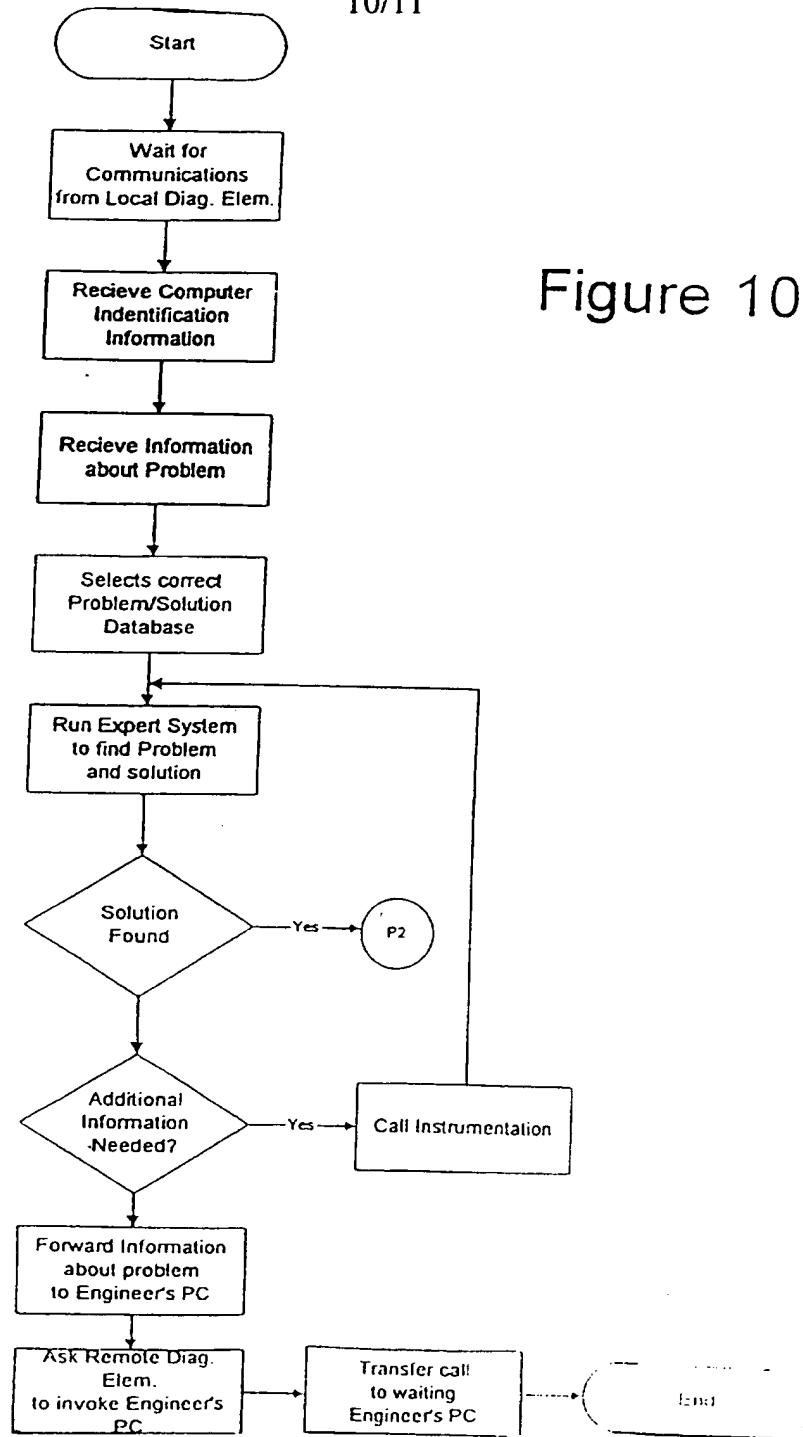 10/11
Start
Wait for
Communications
from Local Diag. Elem.
Recieve Computer
Indentification
Information
Figure 10
Recieve Information
about Problem
Selects correct
Problem/Solution
Database
Run Expert System
to find Problem
and solution
Solution
Found
Yes
P2
Additional
Information
Needed?
Yes
Call Instrumentation
Forward Information
about problem
to Engineer's PC
Ask Remote Diag.
Elem.
to invoke Engineer's
PC
Transfer call
to waiting
Engineer's PC
End